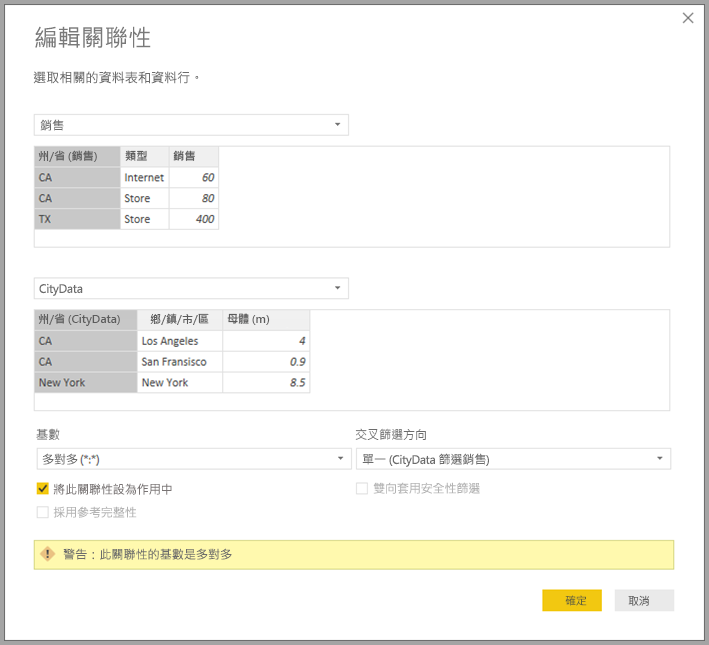 編輯關聯性
選取相關的資料表和資料行。
銷售
州/省 (銷售) 類型 銷售
CA Internet 60
CA Store 80
TX Store 400
CityData
州/省 (CityData) 鄉/鎮/市/區 母體 (m)
CA Los Angeles 4
CA San Fransisco 0.9
New York New York 8.5
基數 交叉篩選方向
多對多 (*:*) 單一 (CityData 篩選銷售)
將此關聯性設為作用中 雙向套用安全性篩選
採用參考完整性
警告：此關聯性的基數是多對多
確定 取消